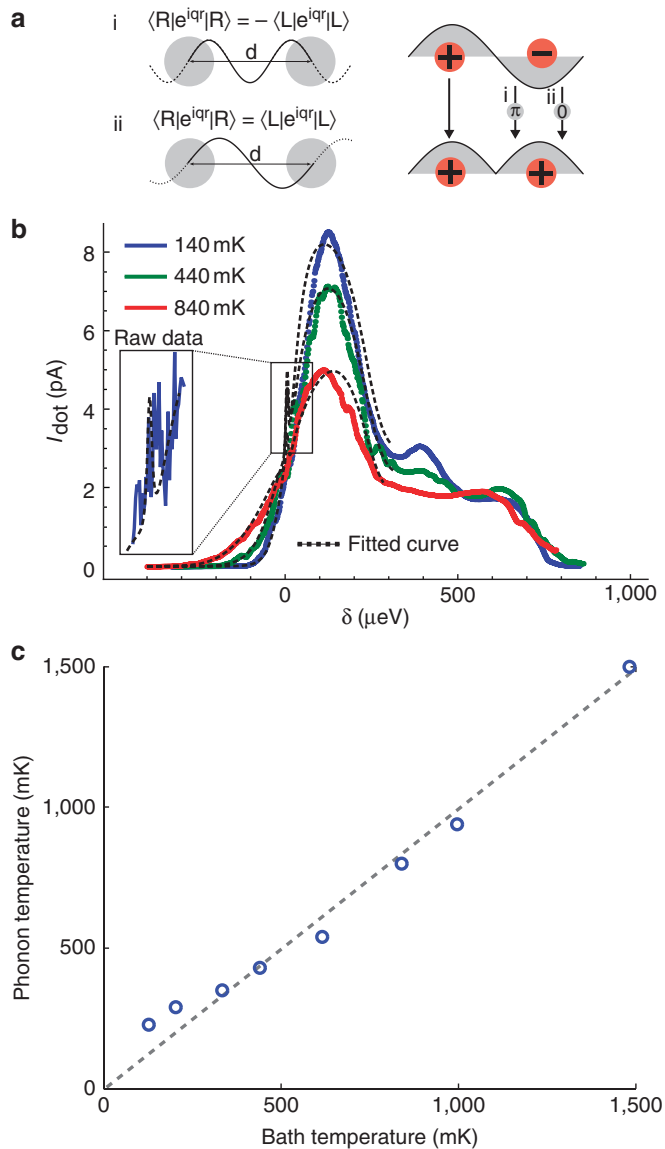 a
i ⟨R|e^iqr|R⟩ = − ⟨L|e^iqr|L⟩
d
ii ⟨R|e^iqr|R⟩ = ⟨L|e^iqr|L⟩
d
+ −
i π ii 0
+ +
b
8
6
4
2
0
I_dot (pA)
140 mK
440 mK
840 mK
Raw data
Fitted curve
0 500 1,000
δ (μeV)
c
1,500
1,000
500
0
Phonon temperature (mK)
0 500 1,000 1,500
Bath temperature (mK)